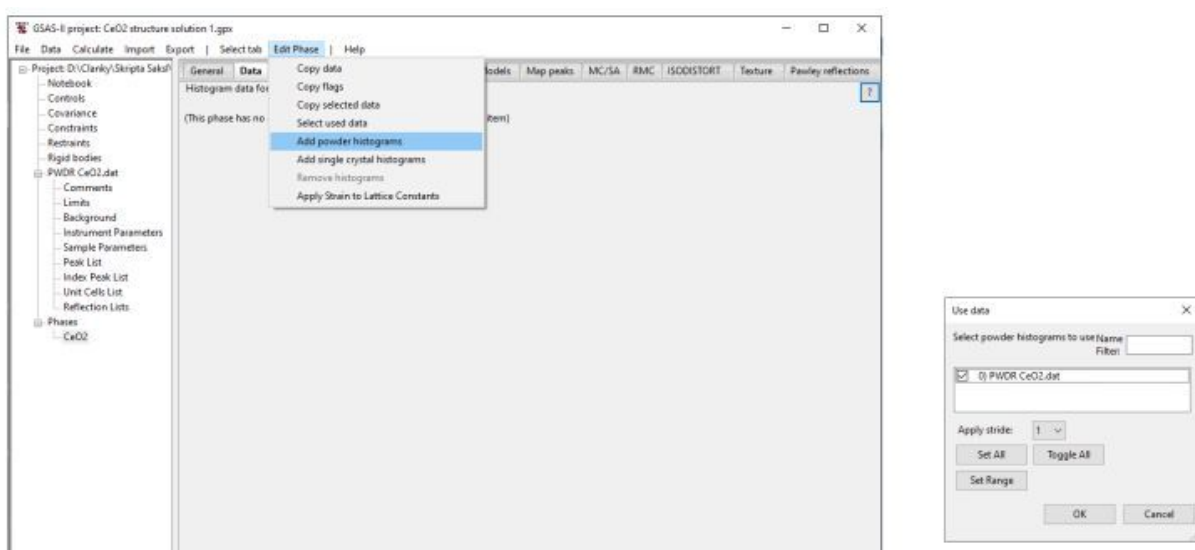 GSAS-II project: CeO2 structure solution 1.gpx
File Data Calculate Import Export | Select tab Edit Phase | Help
Project: D:\Clanky\Skripta Saksl\
Notebook
Controls
Covariance
Constraints
Restraints
Rigid bodies
PWDR CeO2.dat
Comments
Limits
Background
Instrument Parameters
Sample Parameters
Peak List
Index Peak List
Unit Cells List
Reflection Lists
Phases
CeO2
General Data odels Map peaks MC/SA RMC ISODISTORT Texture Pawley reflections
Histogram data for
?
(This phase has no item)
Copy data
Copy flags
Copy selected data
Select used data
Add powder histograms
Add single crystal histograms
Remove histograms
Apply Strain to Lattice Constants
Use data
Select powder histograms to use Name
Filter:
0) PWDR CeO2.dat
Apply stride: 1
Set All Toggle All
Set Range
OK Cancel